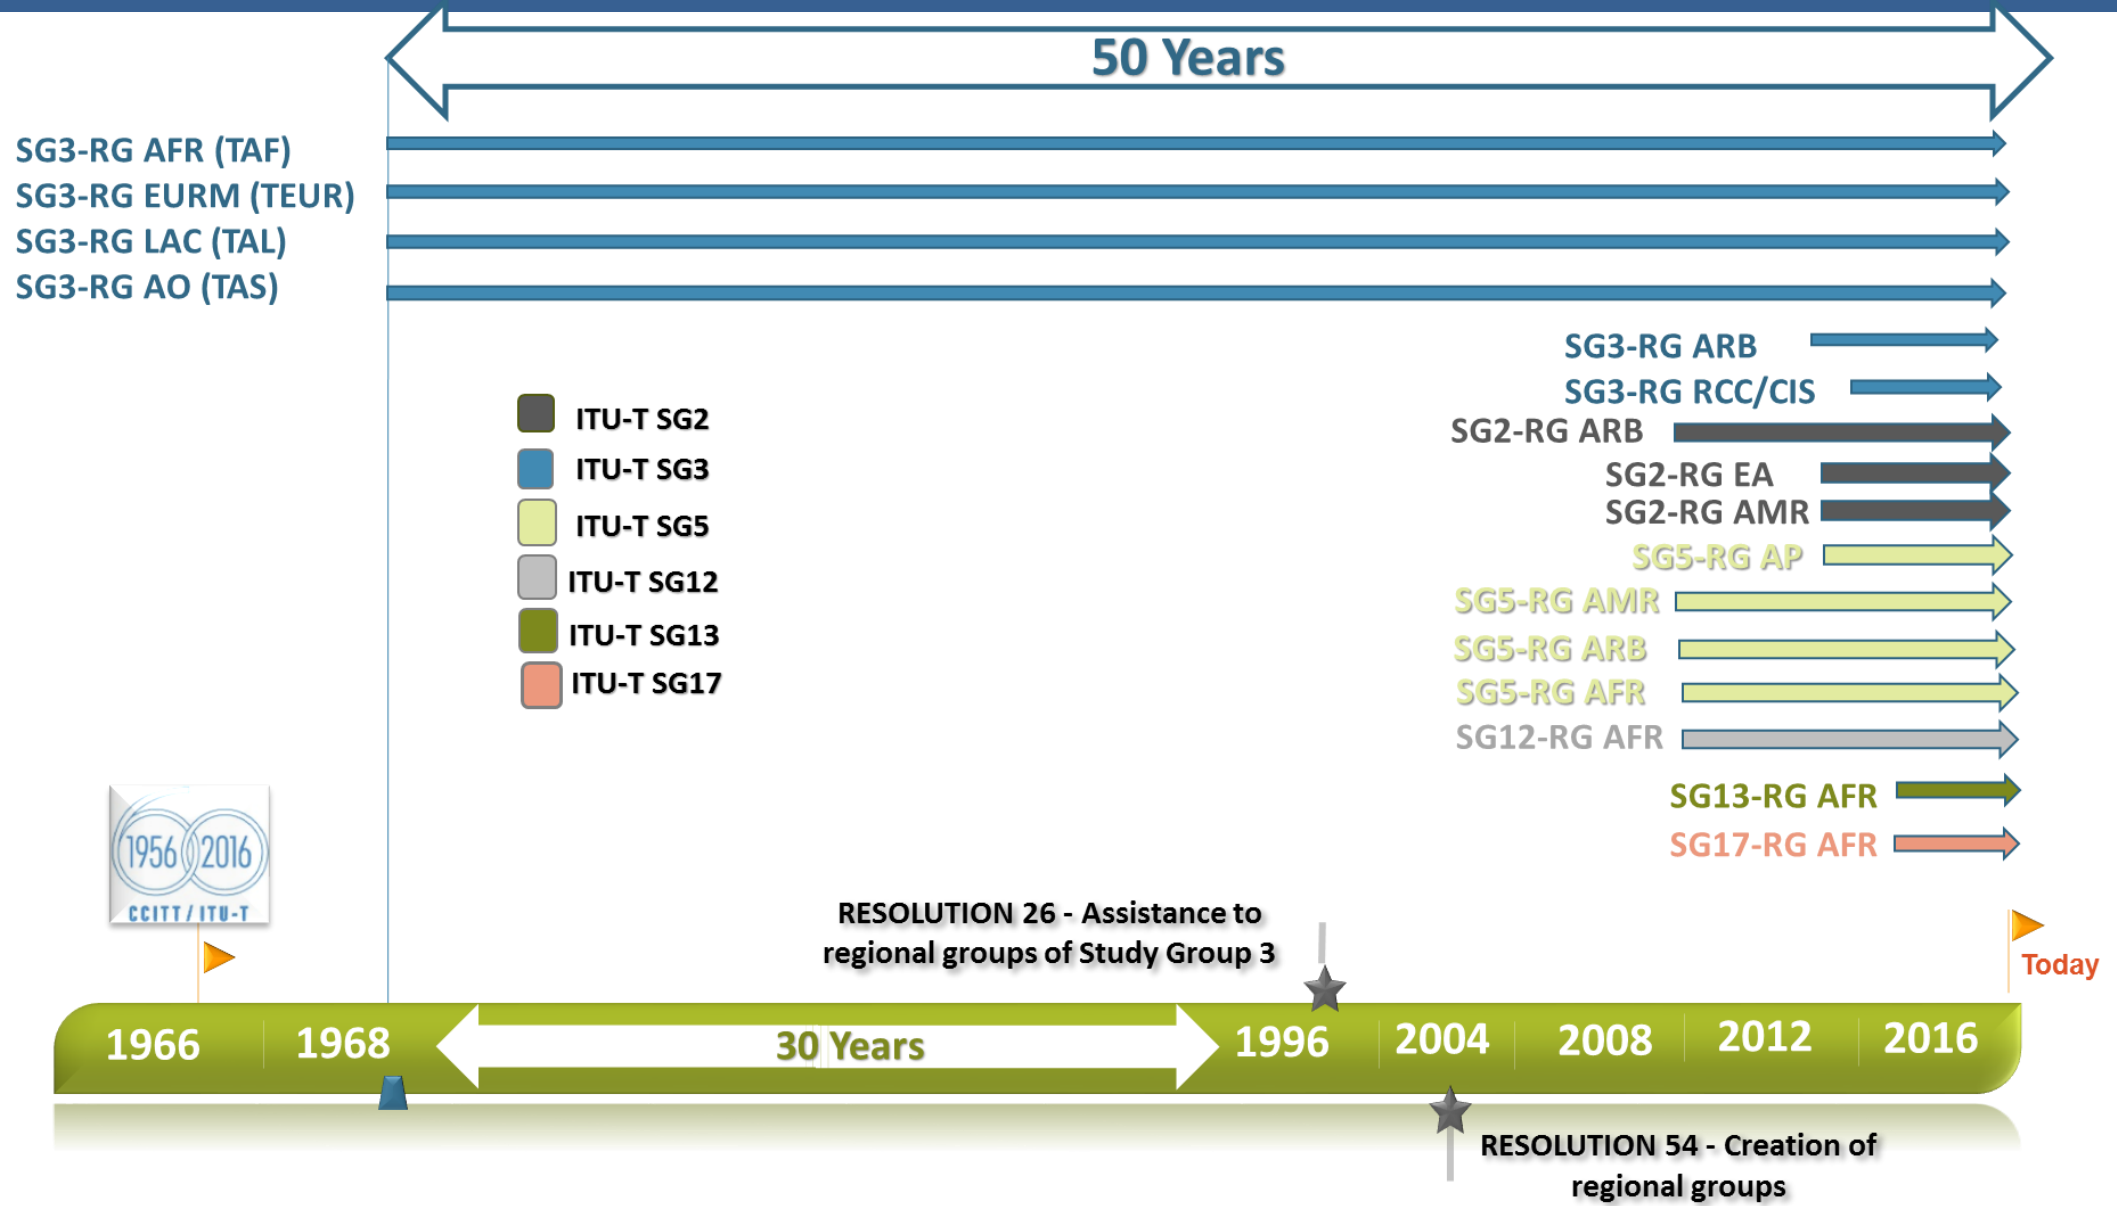 50 Years
SG3-RG AFR (TAF)
SG3-RG EURM (TEUR)
SG3-RG LAC (TAL)
SG3-RG AO (TAS)
SG3-RG ARB
SG3-RG RCC/CIS
SG2-RG ARB
SG2-RG EA
SG2-RG AMR
SG5-RG AP
SG5-RG AMR
SG5-RG ARB
SG5-RG AFR
SG12-RG AFR
SG13-RG AFR
SG17-RG AFR
ITU-T SG2
ITU-T SG3
ITU-T SG5
ITU-T SG12
ITU-T SG13
ITU-T SG17
1956 2016
CCITT / ITU-T
RESOLUTION 26 - Assistance to
regional groups of Study Group 3
Today
1966 1968 30 Years 1996 2004 2008 2012 2016
RESOLUTION 54 - Creation of
regional groups